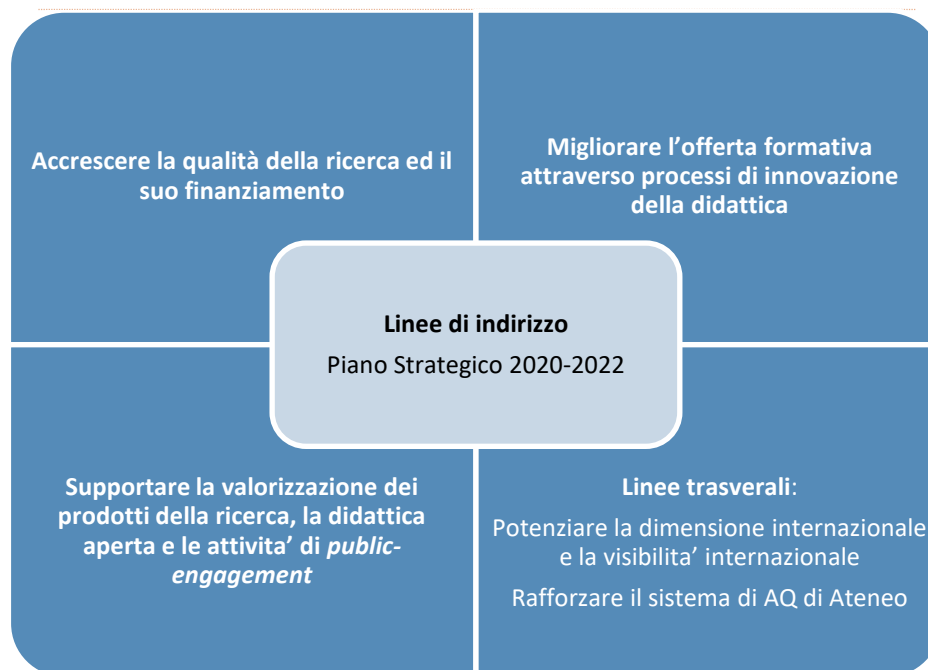 Accrescere la qualità della ricerca ed il
suo finanziamento
Migliorare l’offerta formativa
attraverso processi di innovazione
della didattica
Linee di indirizzo
Piano Strategico 2020-2022
Supportare la valorizzazione dei
prodotti della ricerca, la didattica
aperta e le attivita’ di public-
engagement
Linee trasverali:
Potenziare la dimensione internazionale
e la visibilita’ internazionale
Rafforzare il sistema di AQ di Ateneo